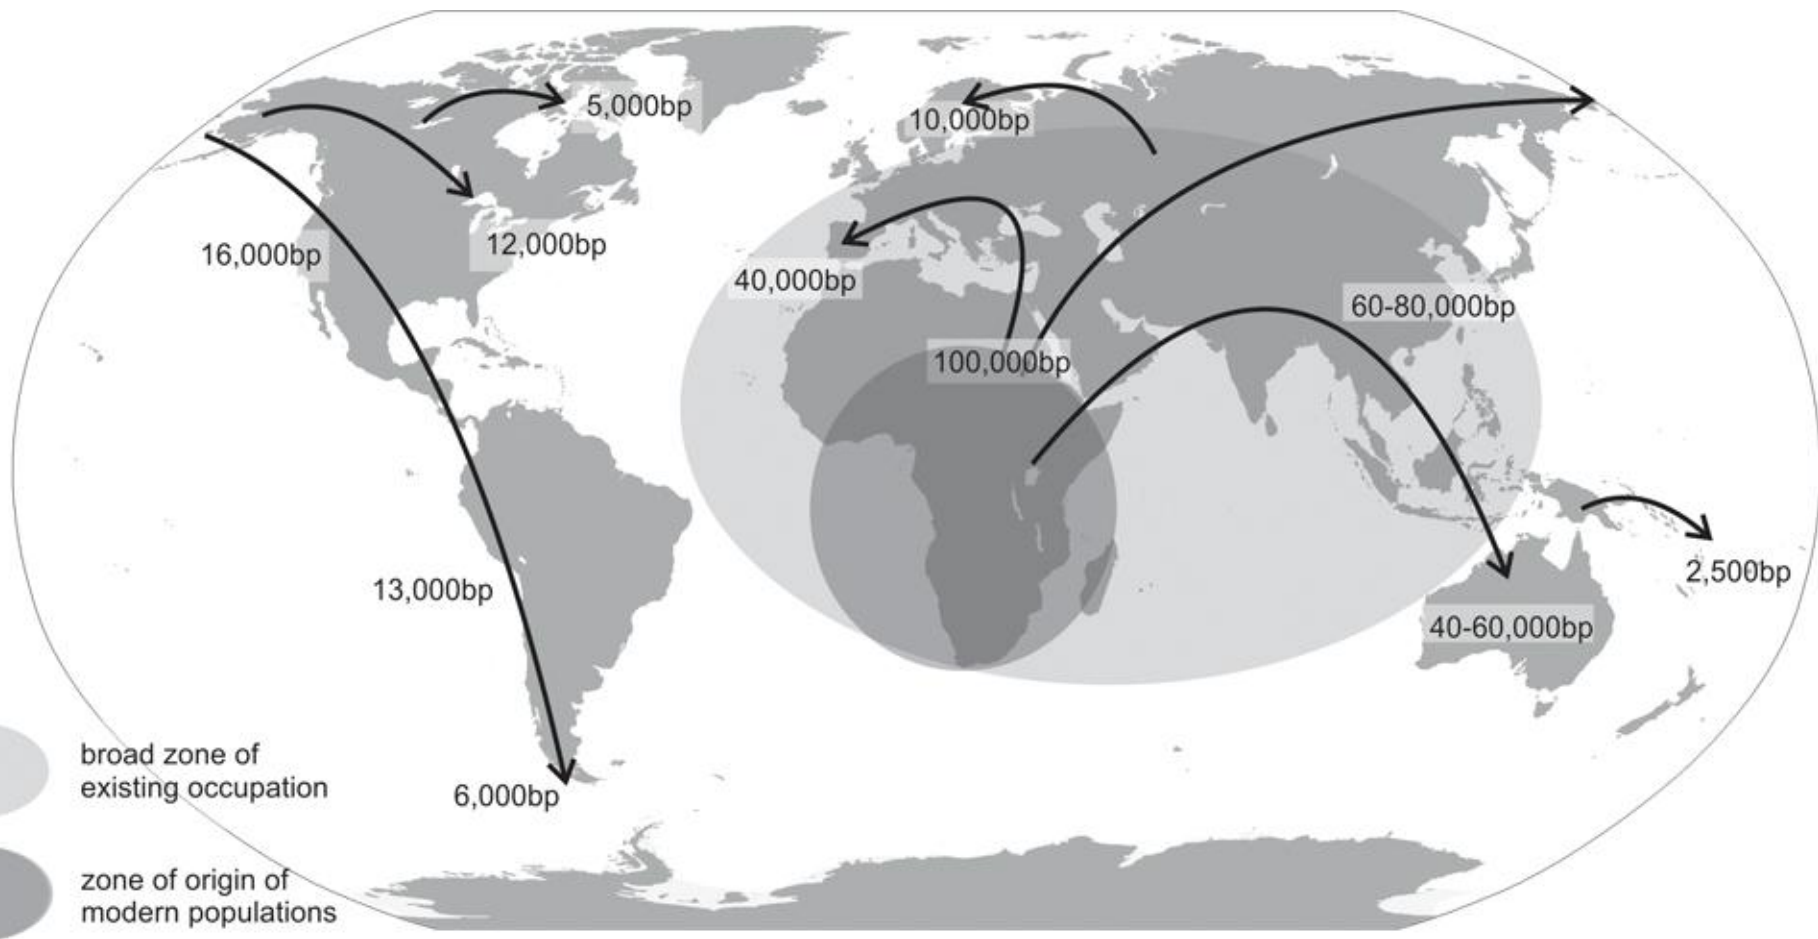 5,000bp
10,000bp
16,000bp
12,000bp
40,000bp
60-80,000bp
100,000bp
13,000bp
2,500bp
40-60,000bp
6,000bp
broad zone of
existing occupation
zone of origin of
modern populations